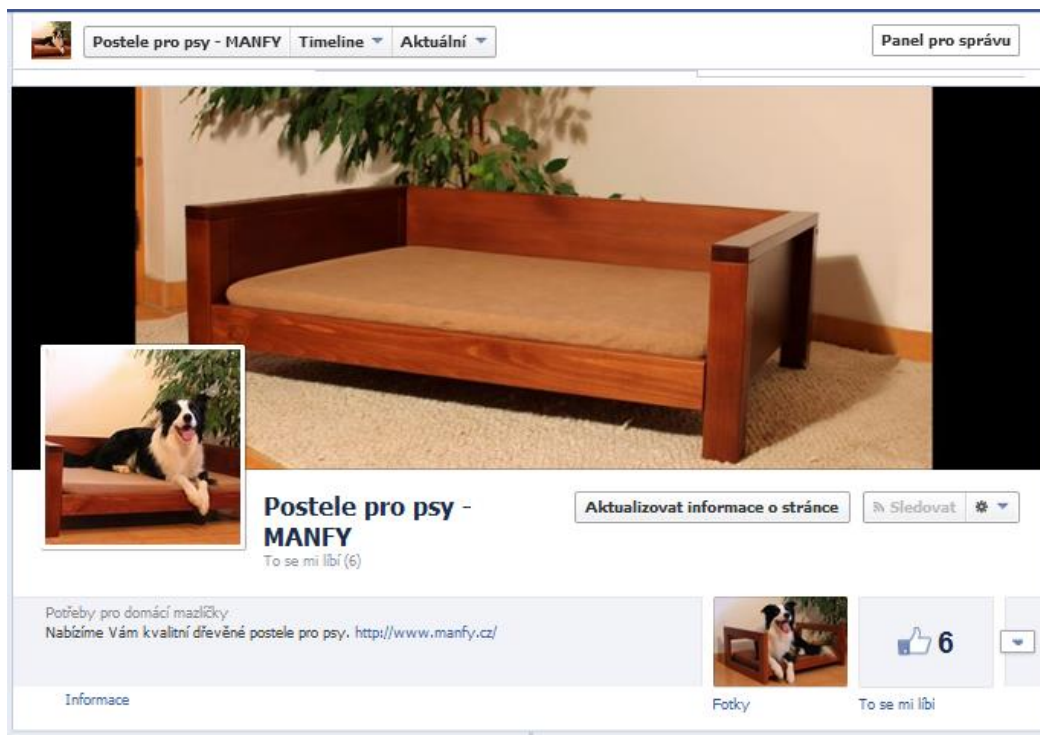 Postele pro psy - MANFY Timeline Aktuální Panel pro správu
Postele pro psy -
MANFY
To se mi líbí (6)
Aktualizovat informace o stránce Sledovat
Potřeby pro domácí mazlíčky
Nabízíme Vám kvalitní dřevěné postele pro psy. http://www.manfy.cz/
6
Informace
Fotky
To se mi líbi